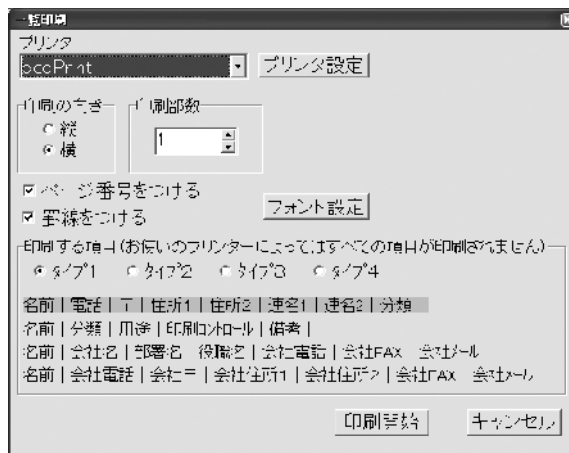 一覧印刷
プリンタ
pccPrint プリンタ設定
印刷の向き 印刷部数
縦
横
1
ページ番号をつける
罫線をつける
フォント設定
印刷する項目(お使いのプリンターによってはすべての項目が印刷されません)
タイプ1 タイプ2 タイプ3 タイプ4
名前 | 電話 | 〒 | 住所1 | 住所2 | 連名1 | 連名2 | 分類
名前 | 分類 | 用途 | 印刷コントロール | 備考 |
名前 | 会社名 | 部署名 | 役職名 | 会社電話 | 会社FAX | 会社メール
名前 | 会社電話 | 会社〒 | 会社住所1 | 会社住所2 | 会社FAX | 会社メール
印刷開始 キャンセル